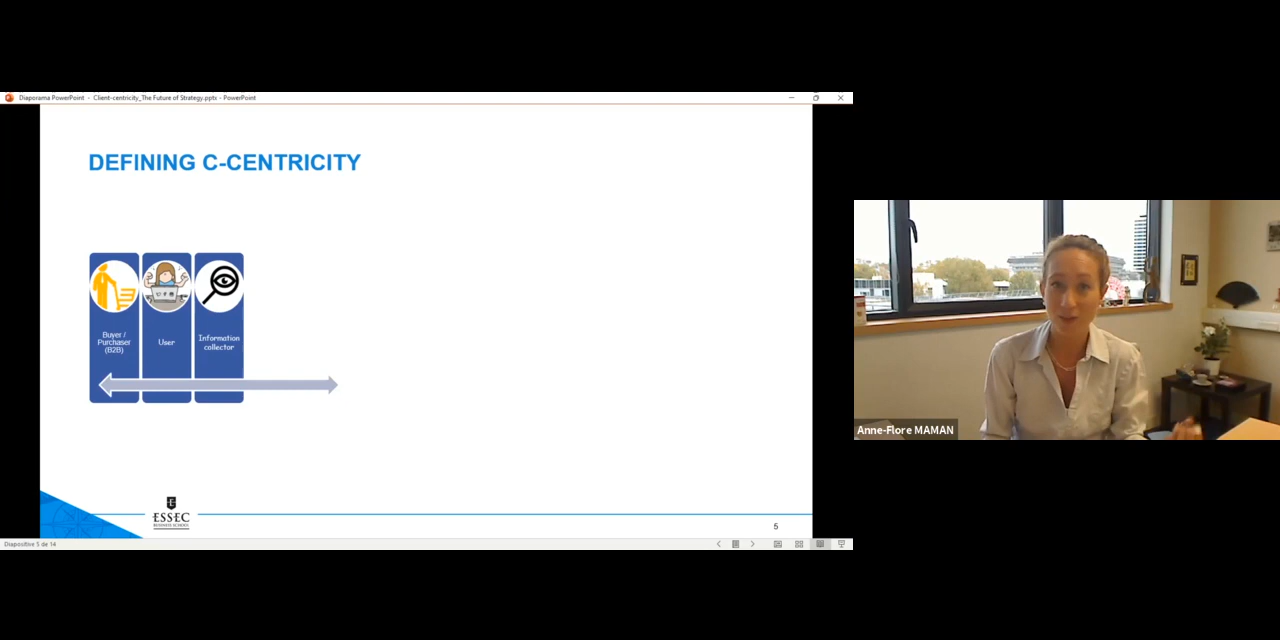 Diaporama PowerPoint - Client-centricity_The Future of Strategy.pptx - PowerPoint
DEFINING C-CENTRICITY
Buyer /
Purchaser
(B2B)
User
Information
collector
ESSEC
BUSINESS SCHOOL
5
Diapositive 5 de 14
Anne-Flore MAMAN